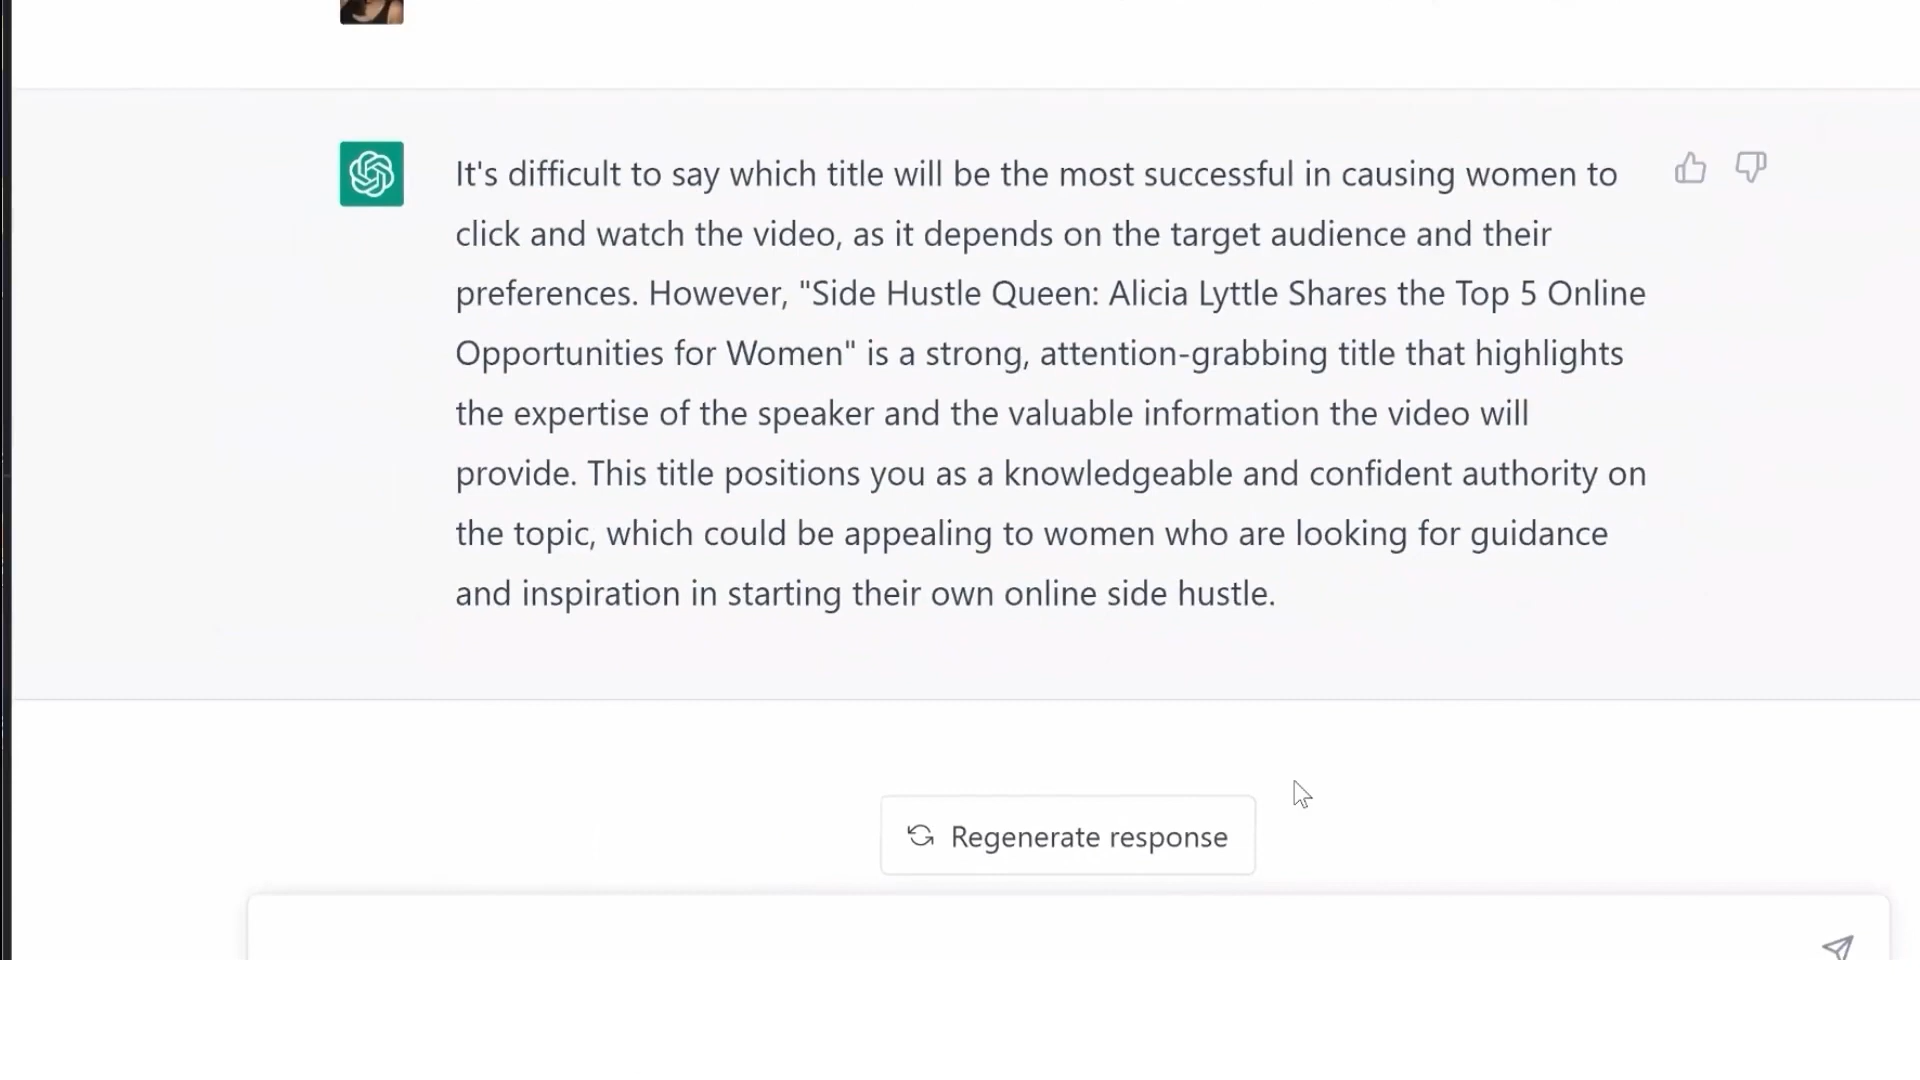 It's difficult to say which title will be the most successful in causing women to
click and watch the video, as it depends on the target audience and their
preferences. However, "Side Hustle Queen: Alicia Lyttle Shares the Top 5 Online
Opportunities for Women" is a strong, attention-grabbing title that highlights
the expertise of the speaker and the valuable information the video will
provide. This title positions you as a knowledgeable and confident authority on
the topic, which could be appealing to women who are looking for guidance
and inspiration in starting their own online side hustle.
Regenerate response